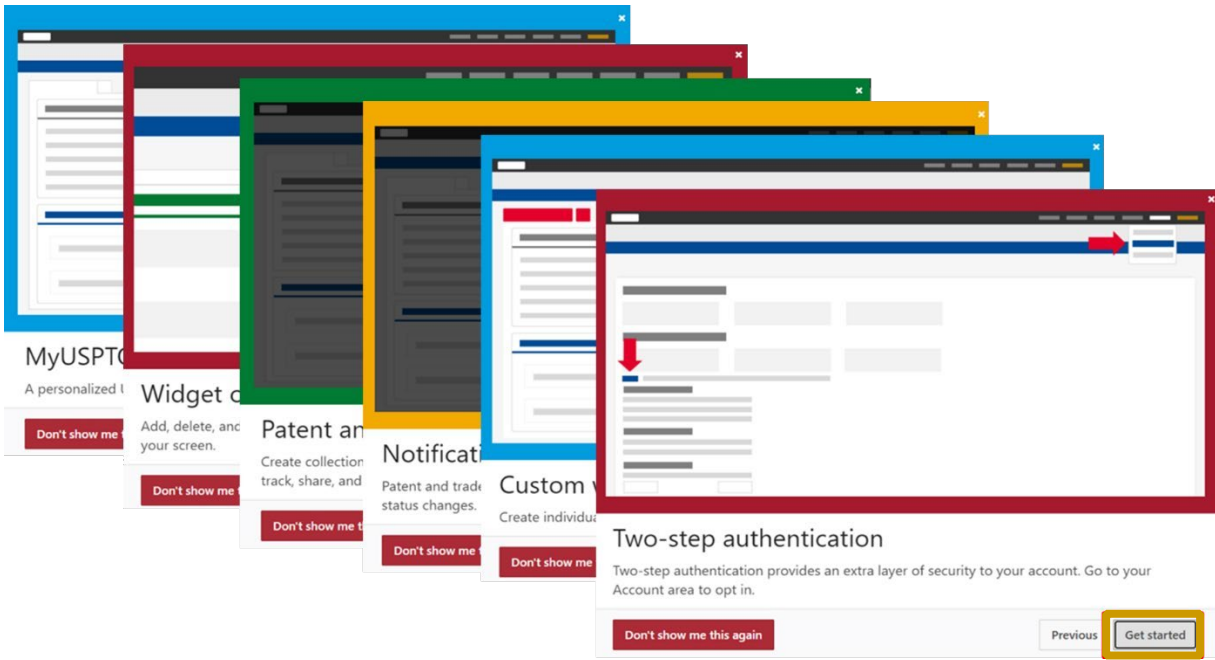 MyUSPTO
A personalized
Don't show me
Widget
Add, delete, and
your screen.
Don't show me
Patent an
Create collection
track, share, and
Don't show me t
Notificati
Patent and trade
status changes.
Don't show me
Custom
Create individua
Don't show me
Two-step authentication
Two-step authentication provides an extra layer of security to your account. Go to your
Account area to opt in.
Don't show me this again
Previous
Get started